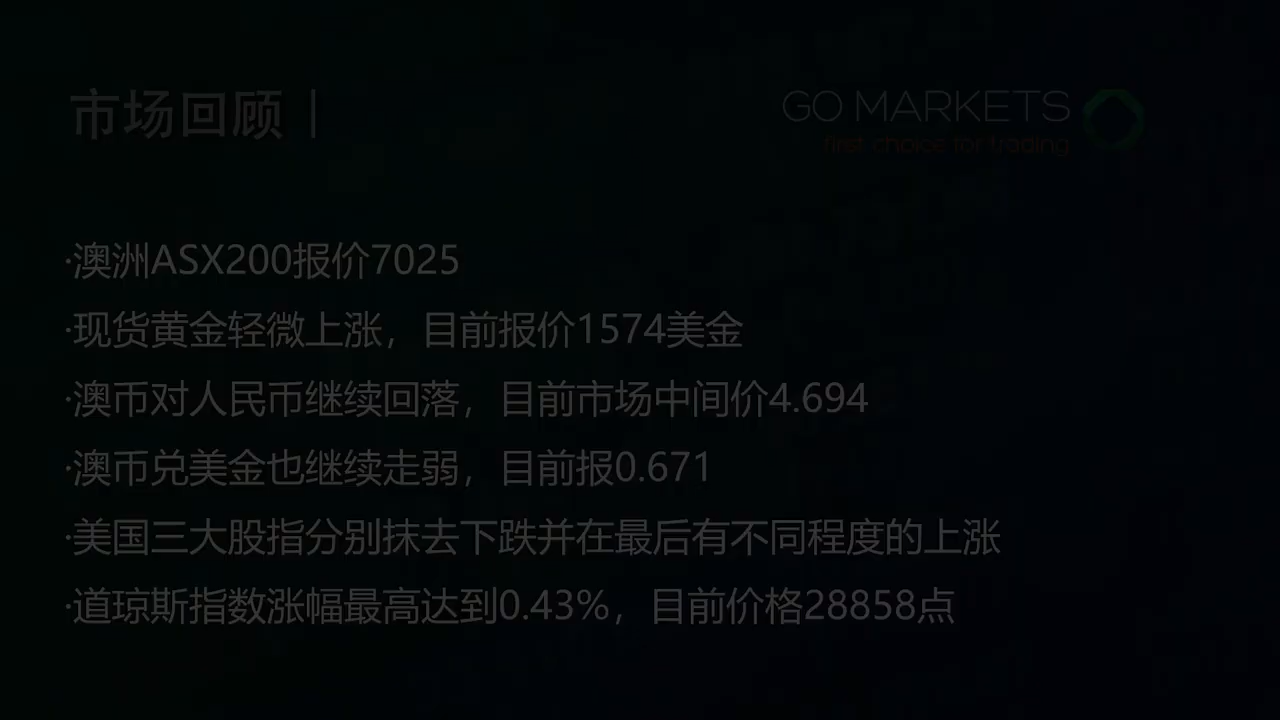 市场回顾｜
GO MARKETS
first choice for trading
·澳洲ASX200报价7025
·现货黄金轻微上涨，目前报价1574美金
·澳币对人民币继续回落，目前市场中间价4.694
·澳币兑美金也继续走弱，目前报0.671
·美国三大股指分别抹去下跌并在最后有不同程度的上涨
·道琼斯指数涨幅最高达到0.43%，目前价格28858点